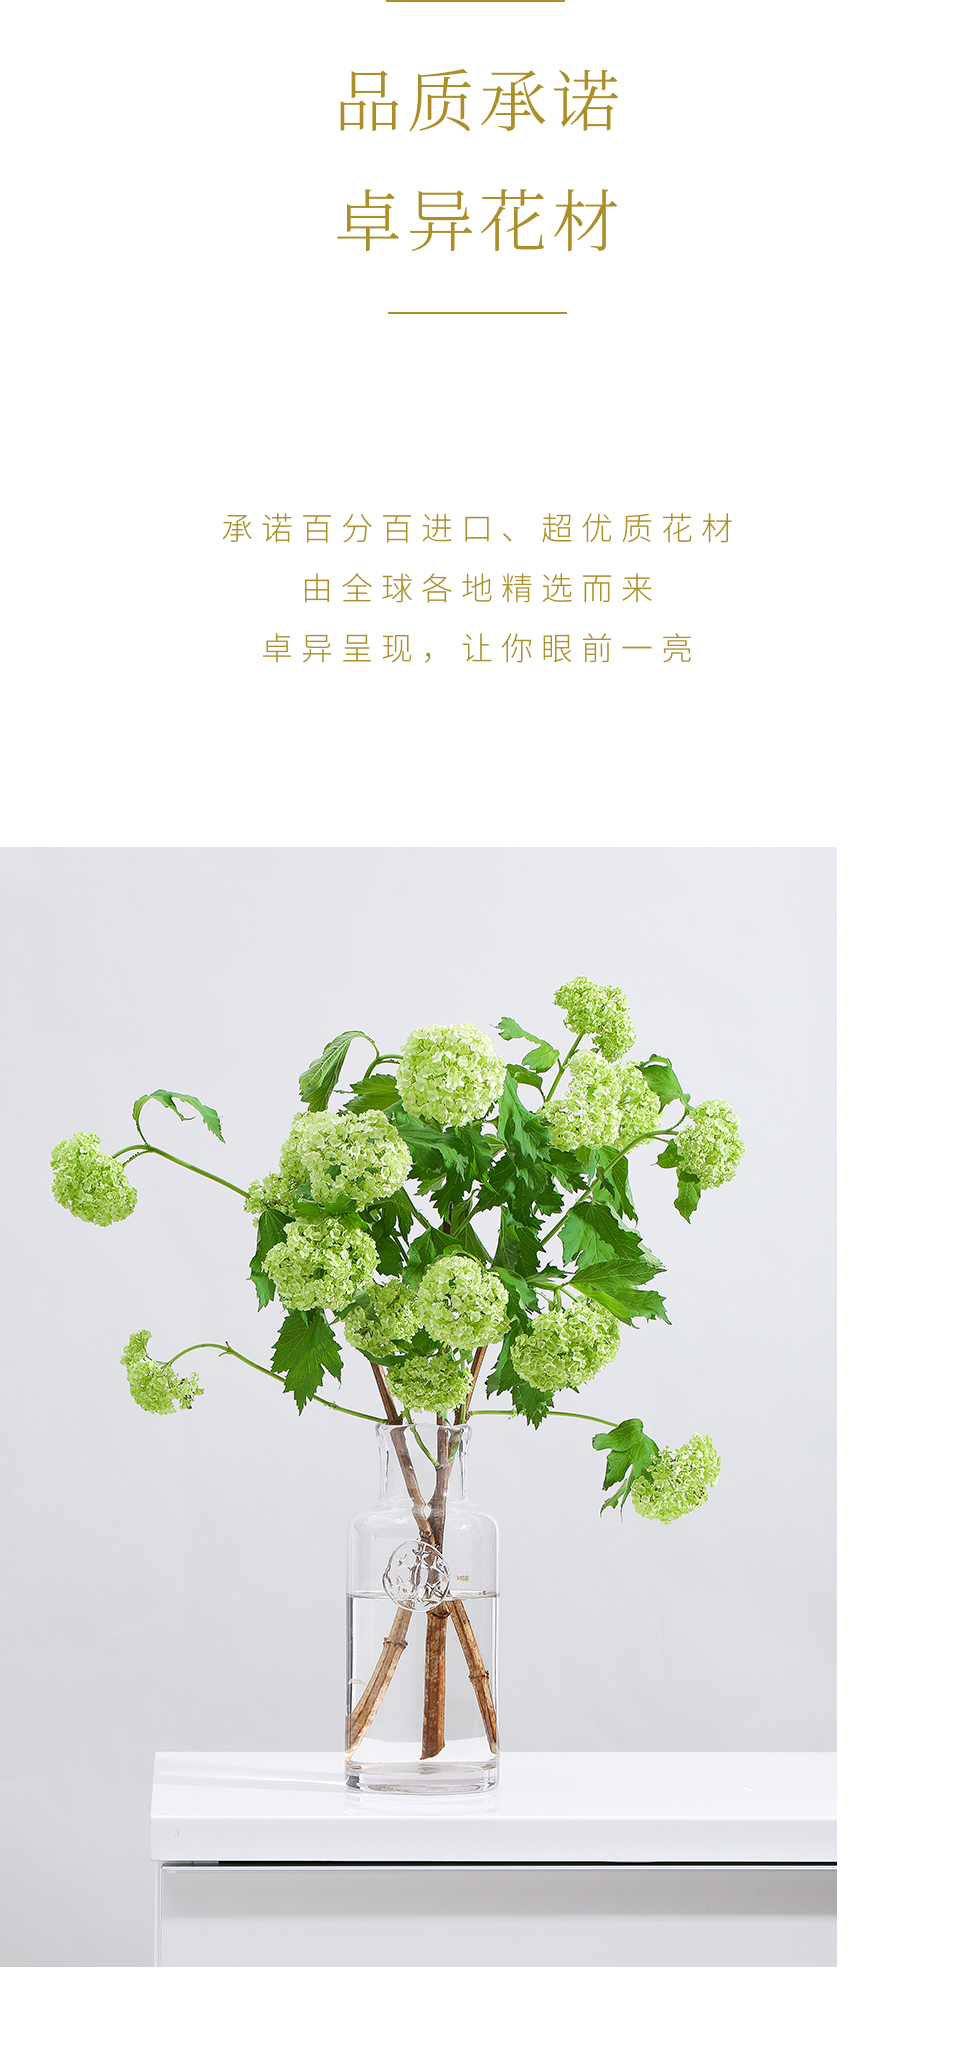 品质承诺
卓异花材
承诺百分百进口、超优质花材
由全球各地精选而来
卓异呈现，让你眼前一亮